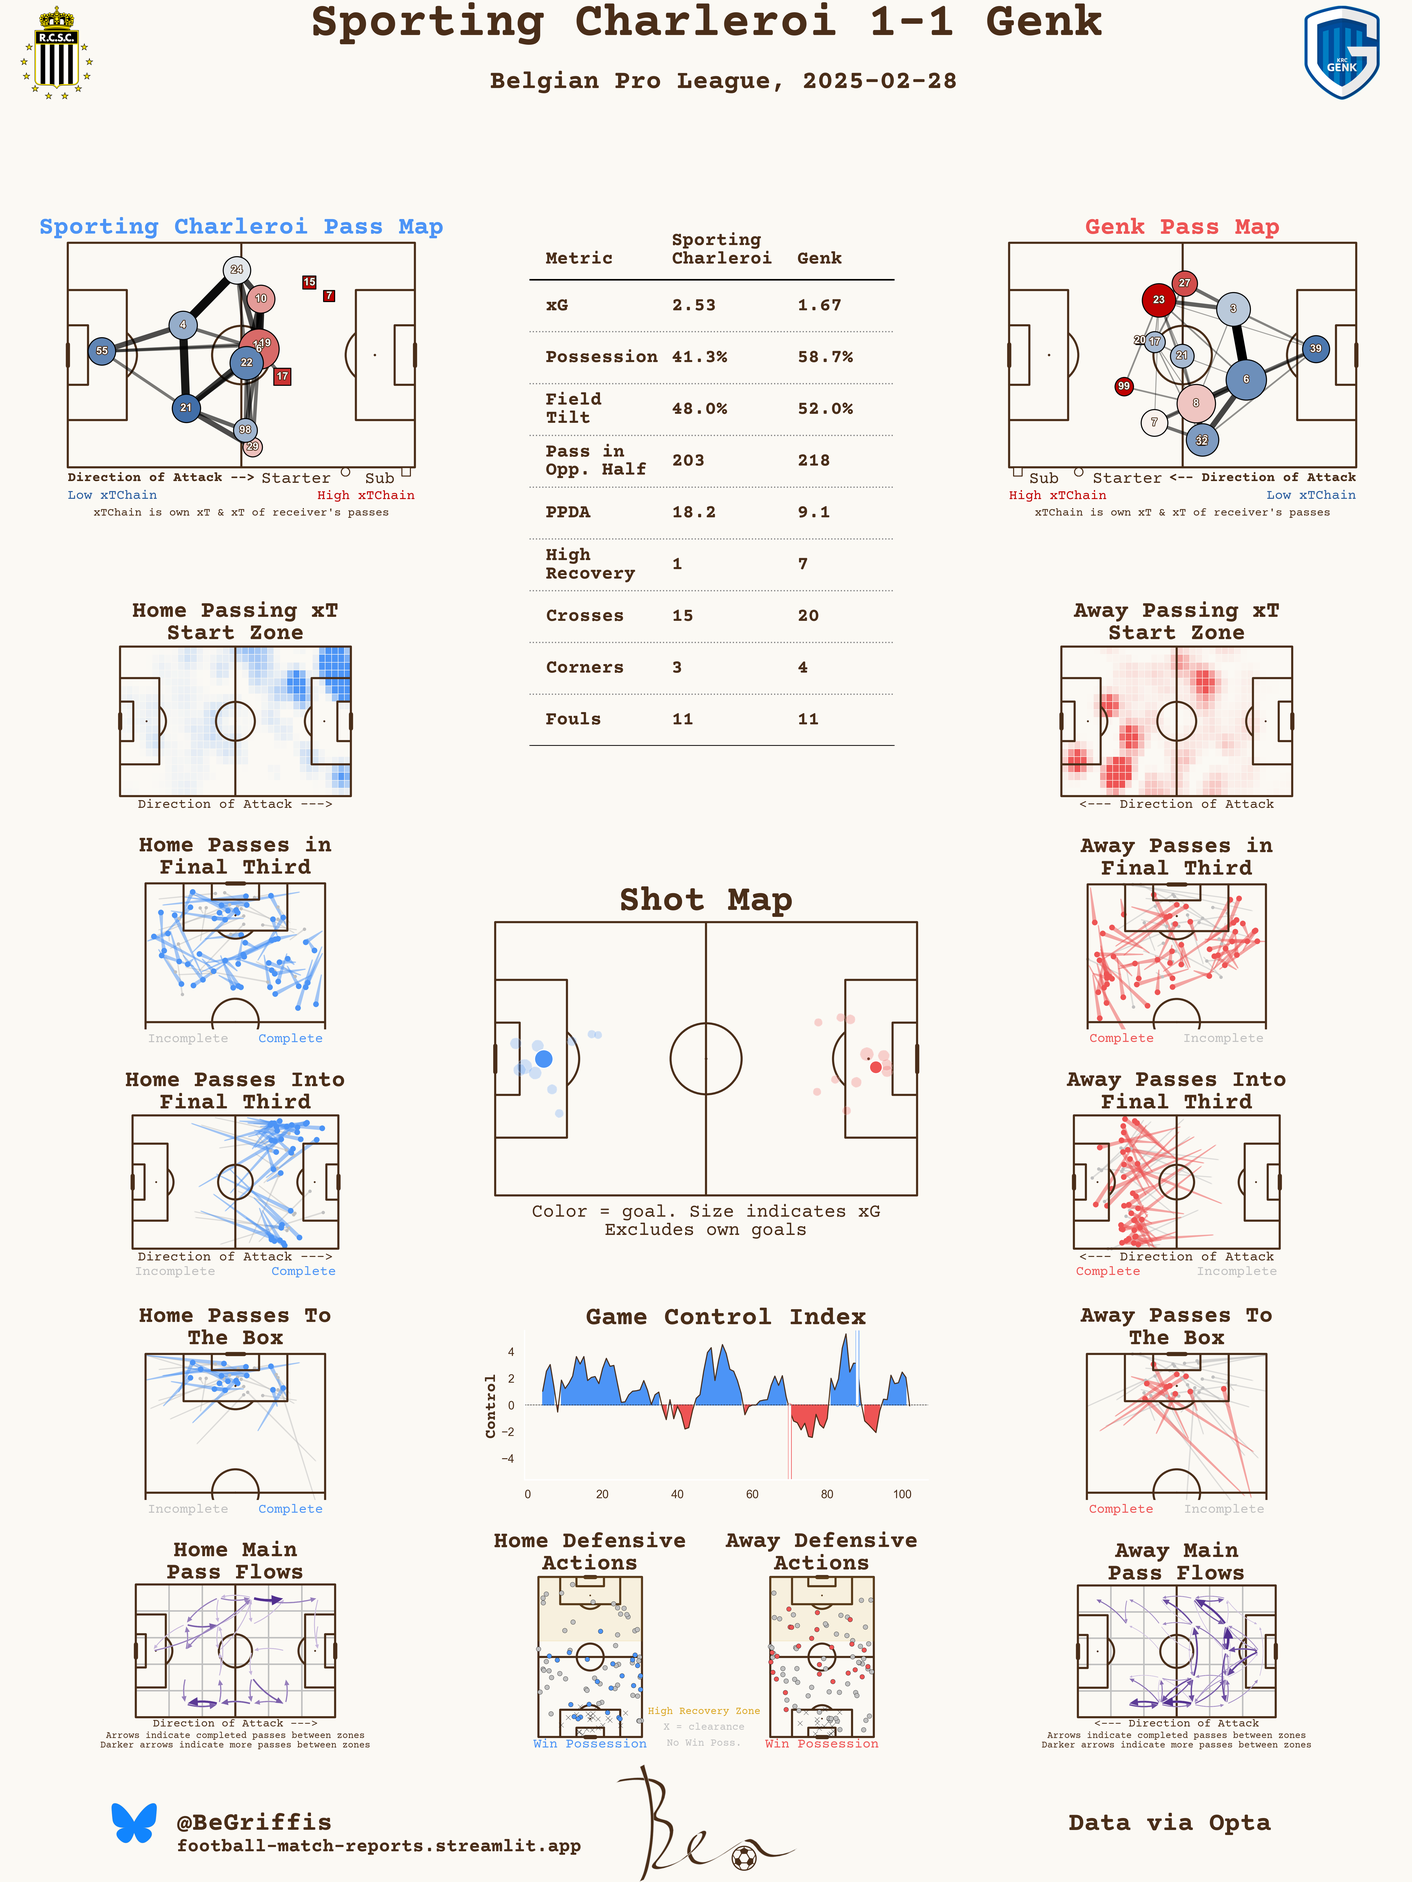 Sporting Charleroi 1-1 Genk
Belgian Pro League, 2025-02-28
R.C.S.C.
KRC
GENK
Sporting Charleroi Pass Map
24
15
7
10
4
55
19
6
22
17
21
98
29
Direction of Attack --> Starter Sub
Low xTChain High xTChain
xTChain is own xT & xT of receiver's passes
Metric Sporting Charleroi Genk
xG 2.53 1.67
Possession 41.3% 58.7%
Field Tilt 48.0% 52.0%
Pass in Opp. Half 203 218
PPDA 18.2 9.1
High Recovery 1 7
Crosses 15 20
Corners 3 4
Fouls 11 11
Genk Pass Map
27
23
3
20
17
21
39
99
6
8
7
32
Sub Starter <-- Direction of Attack
High xTChain Low xTChain
xTChain is own xT & xT of receiver's passes
Home Passing xT
Start Zone
Direction of Attack --->
Away Passing xT
Start Zone
<--- Direction of Attack
Home Passes in
Final Third
Incomplete Complete
Away Passes in
Final Third
Complete Incomplete
Shot Map
Color = goal. Size indicates xG
Excludes own goals
Home Passes Into
Final Third
Direction of Attack --->
Incomplete Complete
Away Passes Into
Final Third
<--- Direction of Attack
Complete Incomplete
Home Passes To
The Box
Incomplete Complete
Game Control Index
Control
4
2
0
−2
−4
0 20 40 60 80 100
Away Passes To
The Box
Complete Incomplete
Home Main
Pass Flows
Direction of Attack --->
Arrows indicate completed passes between zones
Darker arrows indicate more passes between zones
Home Defensive
Actions
Win Possession
High Recovery Zone
X = clearance
No Win Poss.
Away Defensive
Actions
Win Possession
Away Main
Pass Flows
<--- Direction of Attack
Arrows indicate completed passes between zones
Darker arrows indicate more passes between zones
@BeGriffis
football-match-reports.streamlit.app
Ben
Data via Opta